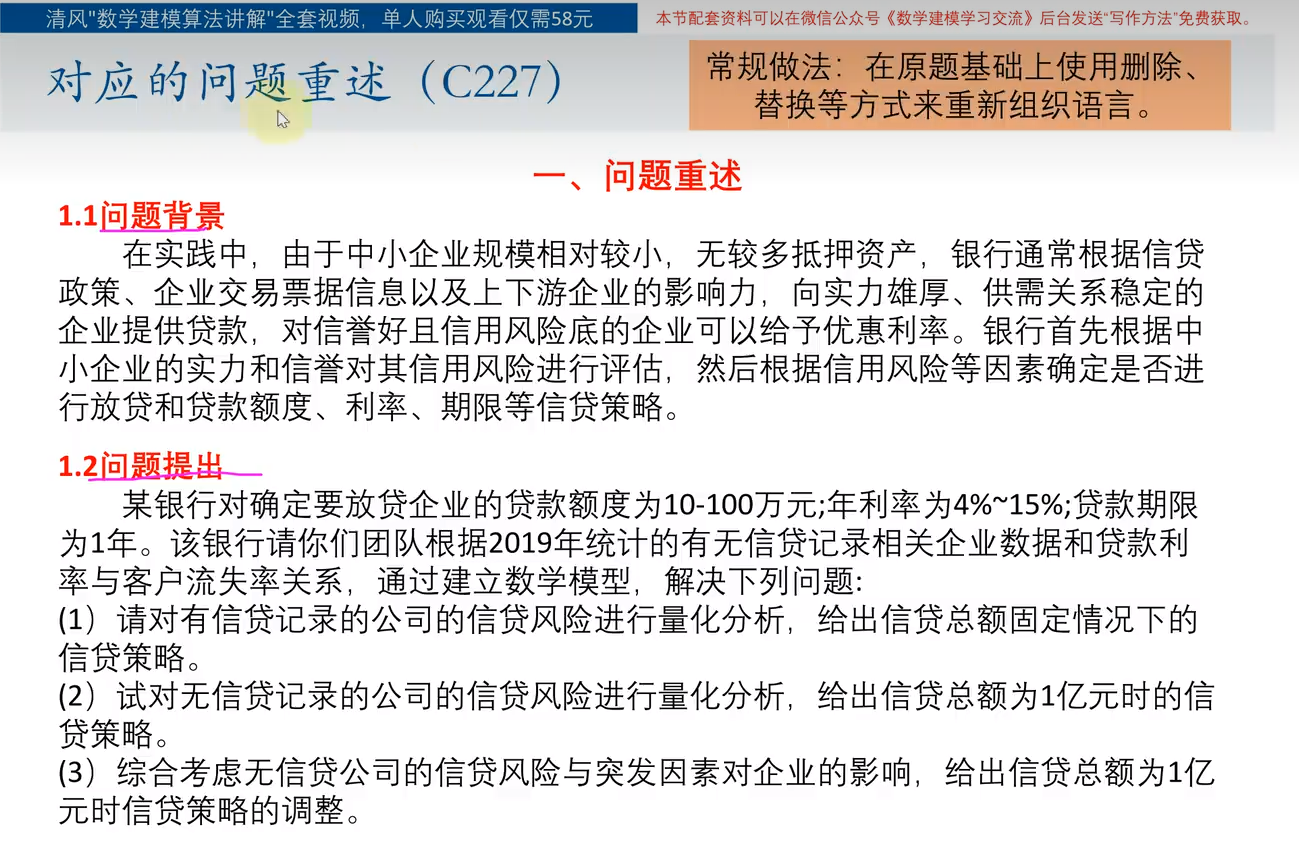 清风"数学建模算法讲解"全套视频，单人购买观看仅需58元
本节配套资料可以在微信公众号《数学建模学习交流》后台发送“写作方法”免费获取。
对应的问题重述（C227）
常规做法：在原题基础上使用删除、
替换等方式来重新组织语言。
一、问题重述
1.1问题背景
在实践中，由于中小企业规模相对较小，无较多抵押资产，银行通常根据信贷
政策、企业交易票据信息以及上下游企业的影响力，向实力雄厚、供需关系稳定的
企业提供贷款，对信誉好且信用风险底的企业可以给予优惠利率。银行首先根据中
小企业的实力和信誉对其信用风险进行评估，然后根据信用风险等因素确定是否进
行放贷和贷款额度、利率、期限等信贷策略。
1.2问题提出
某银行对确定要放贷企业的贷款额度为10-100万元;年利率为4%~15%;贷款期限
为1年。该银行请你们团队根据2019年统计的有无信贷记录相关企业数据和贷款利
率与客户流失率关系，通过建立数学模型，解决下列问题:
(1）请对有信贷记录的公司的信贷风险进行量化分析，给出信贷总额固定情况下的
信贷策略。
(2）试对无信贷记录的公司的信贷风险进行量化分析，给出信贷总额为1亿元时的信
贷策略。
(3）综合考虑无信贷公司的信贷风险与突发因素对企业的影响，给出信贷总额为1亿
元时信贷策略的调整。